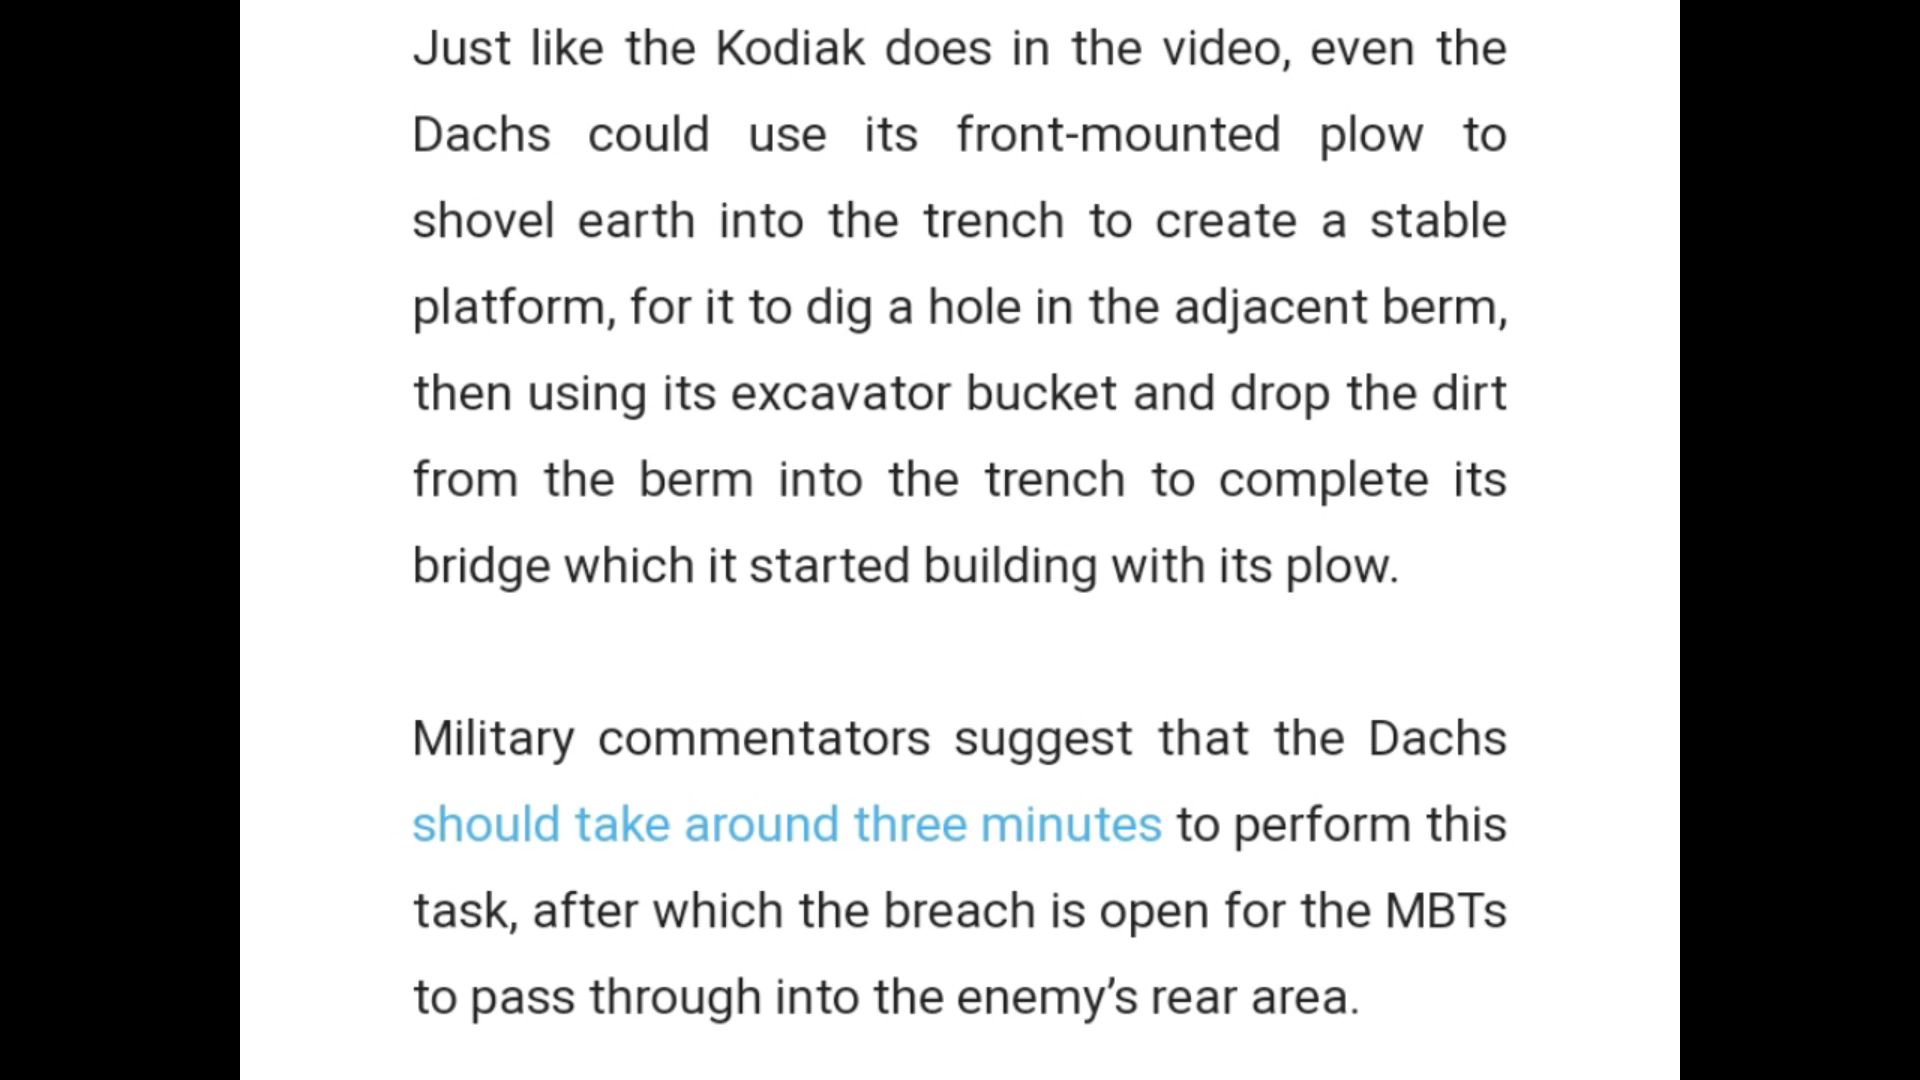 Just like the Kodiak does in the video, even the
Dachs could use its front-mounted plow to
shovel earth into the trench to create a stable
platform, for it to dig a hole in the adjacent berm,
then using its excavator bucket and drop the dirt
from the berm into the trench to complete its
bridge which it started building with its plow.
Military commentators suggest that the Dachs
should take around three minutes to perform this
task, after which the breach is open for the MBTs
to pass through into the enemy’s rear area.